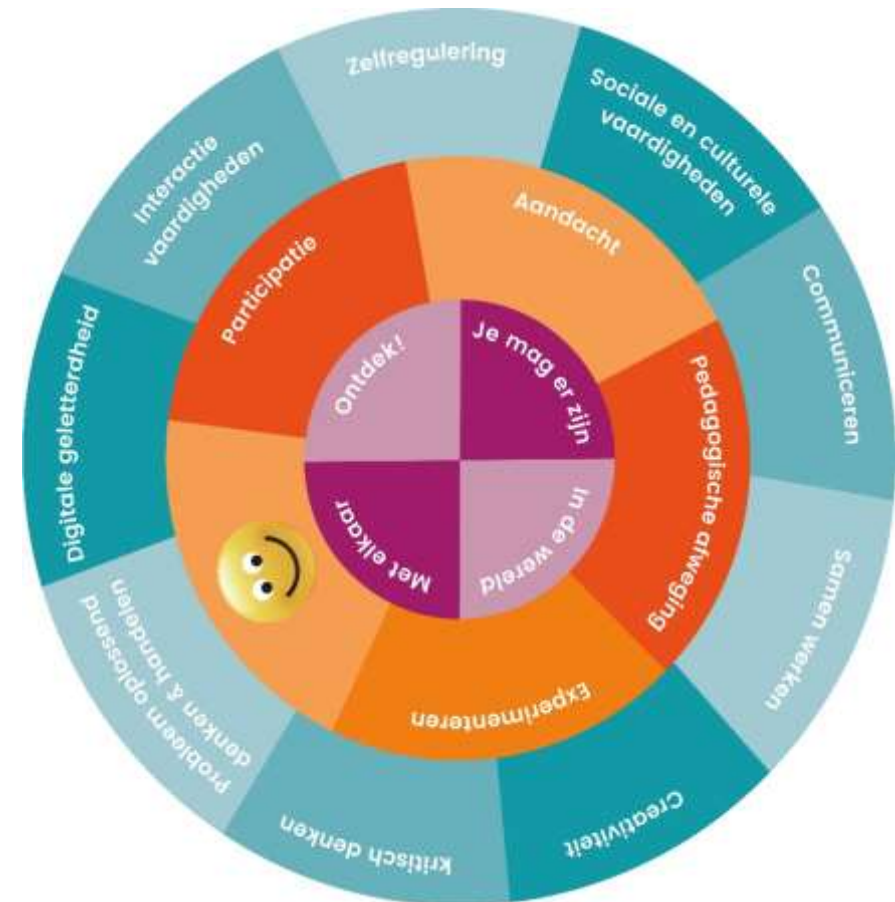 Zelfregulering
Sociale en culturele
vaardigheden
Communiceren
Samen werken
Creativiteit
kritisch denken
Probleem oplossend
denken & handelen
Digitale geletterdheid
Interactie
vaardigheden
Aandacht
Pedagogische afweging
Experimenteren
Participatie
Je mag er zijn
In de wereld
Met elkaar
Ontdek!